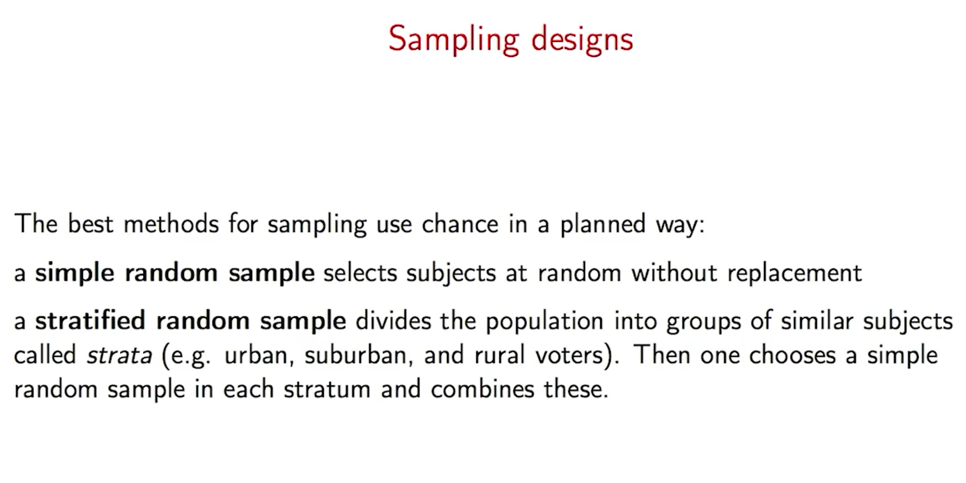 Sampling designs
The best methods for sampling use chance in a planned way:
a simple random sample selects subjects at random without replacement
a stratified random sample divides the population into groups of similar subjects
called strata (e.g. urban, suburban, and rural voters). Then one chooses a simple
random sample in each stratum and combines these.